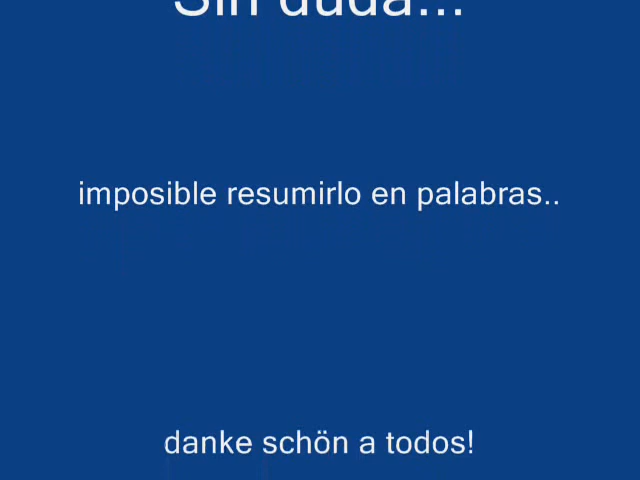 Sin duda...
imposible resumirlo en palabras..
danke schön a todos!